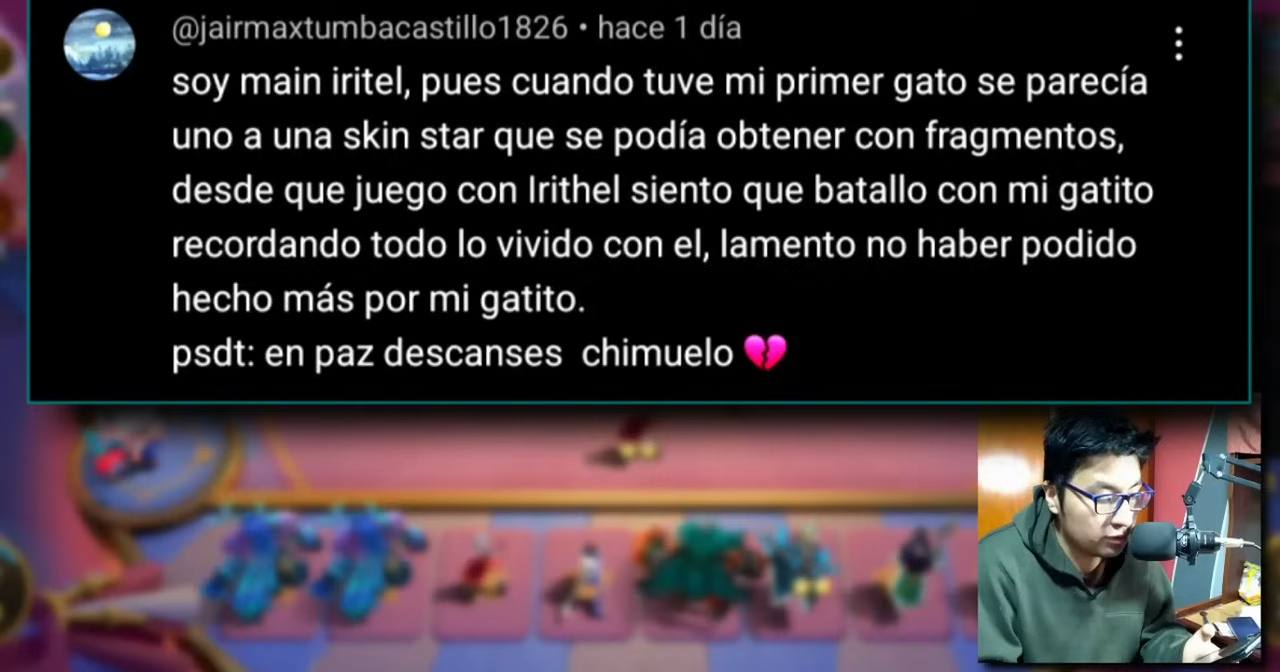 @jairmaxtumbacastillo1826 • hace 1 día
soy main iritel, pues cuando tuve mi primer gato se parecía
uno a una skin star que se podía obtener con fragmentos,
desde que juego con Irithel siento que batallo con mi gatito
recordando todo lo vivido con el, lamento no haber podido
hecho más por mi gatito.
psdt: en paz descanses  chimuelo 💔